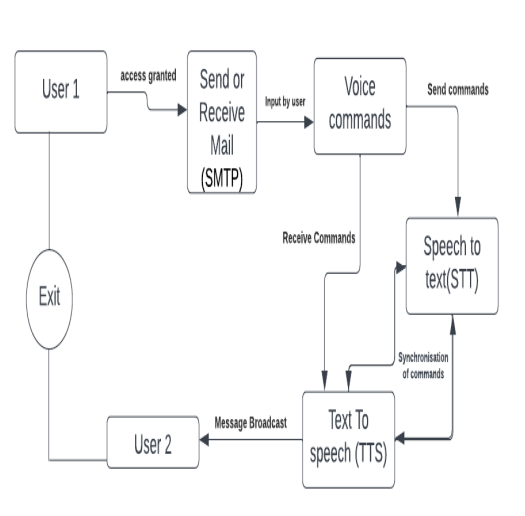 User 1
access granted
Send or
Receive
Mail
(SMTP)
Input by user
Voice
commands
Send commands
Receive Commands
Speech to
text(STT)
Exit
Synchronisation
of commands
User 2
Message Broadcast
Text To
speech (TTS)